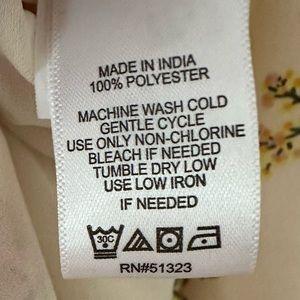 MADE IN INDIA
100% POLYESTER
MACHINE WASH COLD
GENTLE CYCLE
USE ONLY NON-CHLORINE
BLEACH IF NEEDED
TUMBLE DRY LOW
USE LOW IRON
IF NEEDED
30C
RN#51323